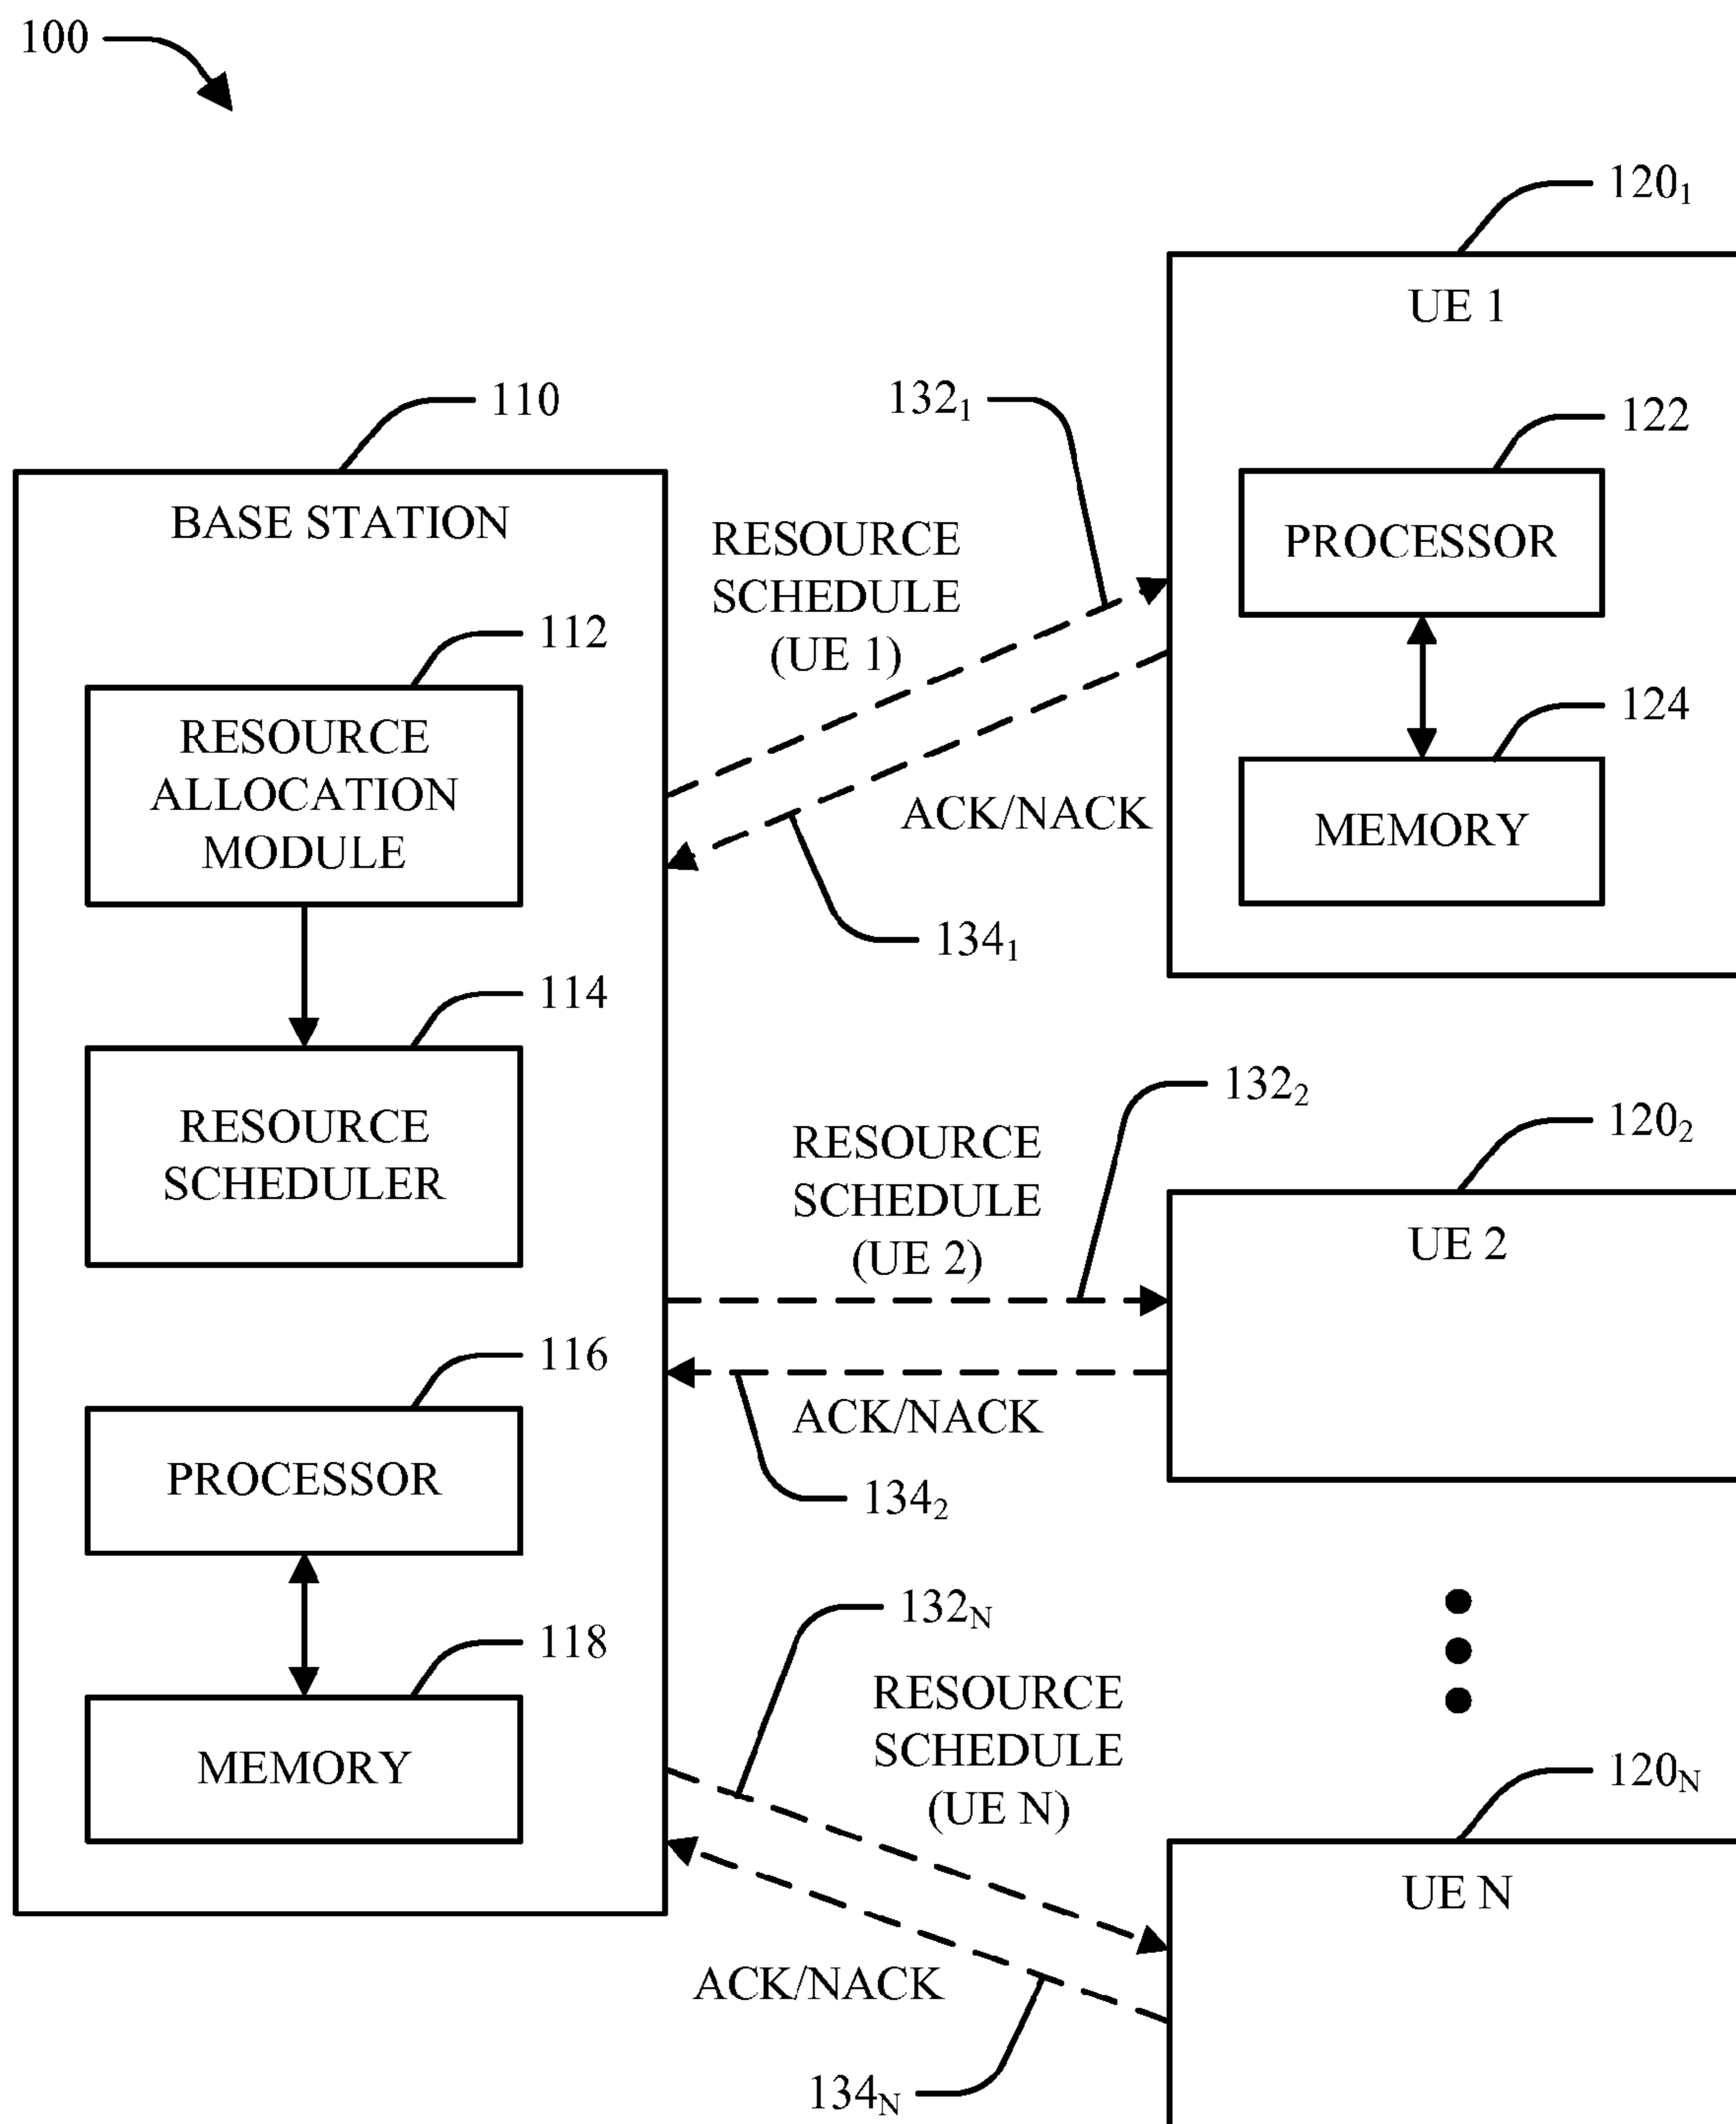 100
120₁
UE 1
110
132₁
122
BASE STATION
RESOURCE
SCHEDULE
(UE 1)
PROCESSOR
112
124
RESOURCE
ALLOCATION
MODULE
ACK/NACK
MEMORY
134₁
114
132₂
120₂
RESOURCE
SCHEDULER
RESOURCE
SCHEDULE
(UE 2)
UE 2
116
ACK/NACK
PROCESSOR
134₂
132ₙ
118
RESOURCE
SCHEDULE
(UE N)
MEMORY
120ₙ
UE N
ACK/NACK
134ₙ